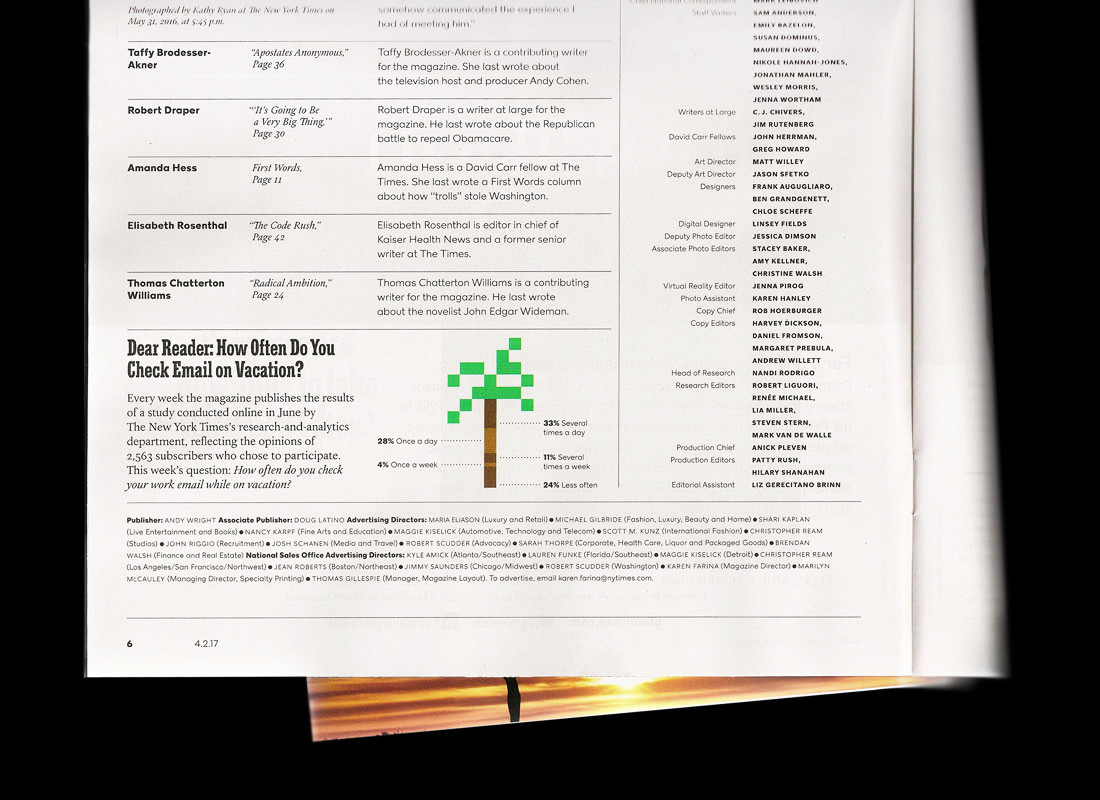 Photographed by Kathy Ryan at The New York Times on
May 31, 2016, at 5:45 p.m.
somehow communicated the experience I
had of meeting him.”
Taffy Brodesser-
Akner
“Apostates Anonymous,”
Page 36
Taffy Brodesser-Akner is a contributing writer
for the magazine. She last wrote about
the television host and producer Andy Cohen.
Robert Draper
“‘It’s Going to Be
a Very Big Thing,’”
Page 30
Robert Draper is a writer at large for the
magazine. He last wrote about the Republican
battle to repeal Obamacare.
Amanda Hess
First Words,
Page 11
Amanda Hess is a David Carr fellow at The
Times. She last wrote a First Words column
about how “trolls” stole Washington.
Elisabeth Rosenthal
“The Code Rush,”
Page 42
Elisabeth Rosenthal is editor in chief of
Kaiser Health News and a former senior
writer at The Times.
Thomas Chatterton
Williams
“Radical Ambition,”
Page 24
Thomas Chatterton Williams is a contributing
writer for the magazine. He last wrote
about the novelist John Edgar Wideman.
Dear Reader: How Often Do You
Check Email on Vacation?
Every week the magazine publishes the results
of a study conducted online in June by
The New York Times’s research-and-analytics
department, reflecting the opinions of
2,563 subscribers who chose to participate.
This week’s question: How often do you check
your work email while on vacation?
33% Several
times a day
28% Once a day
11% Several
times a week
4% Once a week
24% Less often
Chief National Correspondent MARK LEIBOVICH
Staff Writers SAM ANDERSON,
EMILY BAZELON,
SUSAN DOMINUS,
MAUREEN DOWD,
NIKOLE HANNAH-JONES,
JONATHAN MAHLER,
WESLEY MORRIS,
JENNA WORTHAM
Writers at Large C. J. CHIVERS,
JIM RUTENBERG
David Carr Fellows JOHN HERRMAN,
GREG HOWARD
Art Director MATT WILLEY
Deputy Art Director JASON SFETKO
Designers FRANK AUGUGLIARO,
BEN GRANDGENETT,
CHLOE SCHEFFE
Digital Designer LINSEY FIELDS
Deputy Photo Editor JESSICA DIMSON
Associate Photo Editors STACEY BAKER,
AMY KELLNER,
CHRISTINE WALSH
Virtual Reality Editor JENNA PIROG
Photo Assistant KAREN HANLEY
Copy Chief ROB HOERBURGER
Copy Editors HARVEY DICKSON,
DANIEL FROMSON,
MARGARET PREBULA,
ANDREW WILLETT
Head of Research NANDI RODRIGO
Research Editors ROBERT LIGUORI,
RENÉE MICHAEL,
LIA MILLER,
STEVEN STERN,
MARK VAN DE WALLE
Production Chief ANICK PLEVEN
Production Editors PATTY RUSH,
HILARY SHANAHAN
Editorial Assistant LIZ GERECITANO BRINN
Publisher: ANDY WRIGHT Associate Publisher: DOUG LATINO Advertising Directors: MARIA ELIASON (Luxury and Retail) ● MICHAEL GILBRIDE (Fashion, Luxury, Beauty and Home) ● SHARI KAPLAN
(Live Entertainment and Books) ● NANCY KARPF (Fine Arts and Education) ● MAGGIE KISELICK (Automotive, Technology and Telecom) ● SCOTT M. KUNZ (International Fashion) ● CHRISTOPHER REAM
(Studios) ● JOHN RIGGIO (Recruitment) ● JOSH SCHANEN (Media and Travel) ● ROBERT SCUDDER (Advocacy) ● SARAH THORPE (Corporate, Health Care, Liquor and Packaged Goods) ● BRENDAN
WALSH (Finance and Real Estate) National Sales Office Advertising Directors: KYLE AMICK (Atlanta/Southeast) ● LAUREN FUNKE (Florida/Southeast) ● MAGGIE KISELICK (Detroit) ● CHRISTOPHER REAM
(Los Angeles/San Francisco/Northwest) ● JEAN ROBERTS (Boston/Northeast) ● JIMMY SAUNDERS (Chicago/Midwest) ● ROBERT SCUDDER (Washington) ● KAREN FARINA (Magazine Director) ● MARILYN
McCAULEY (Managing Director, Specialty Printing) ● THOMAS GILLESPIE (Manager, Magazine Layout). To advertise, email karen.farina@nytimes.com.
6
4.2.17